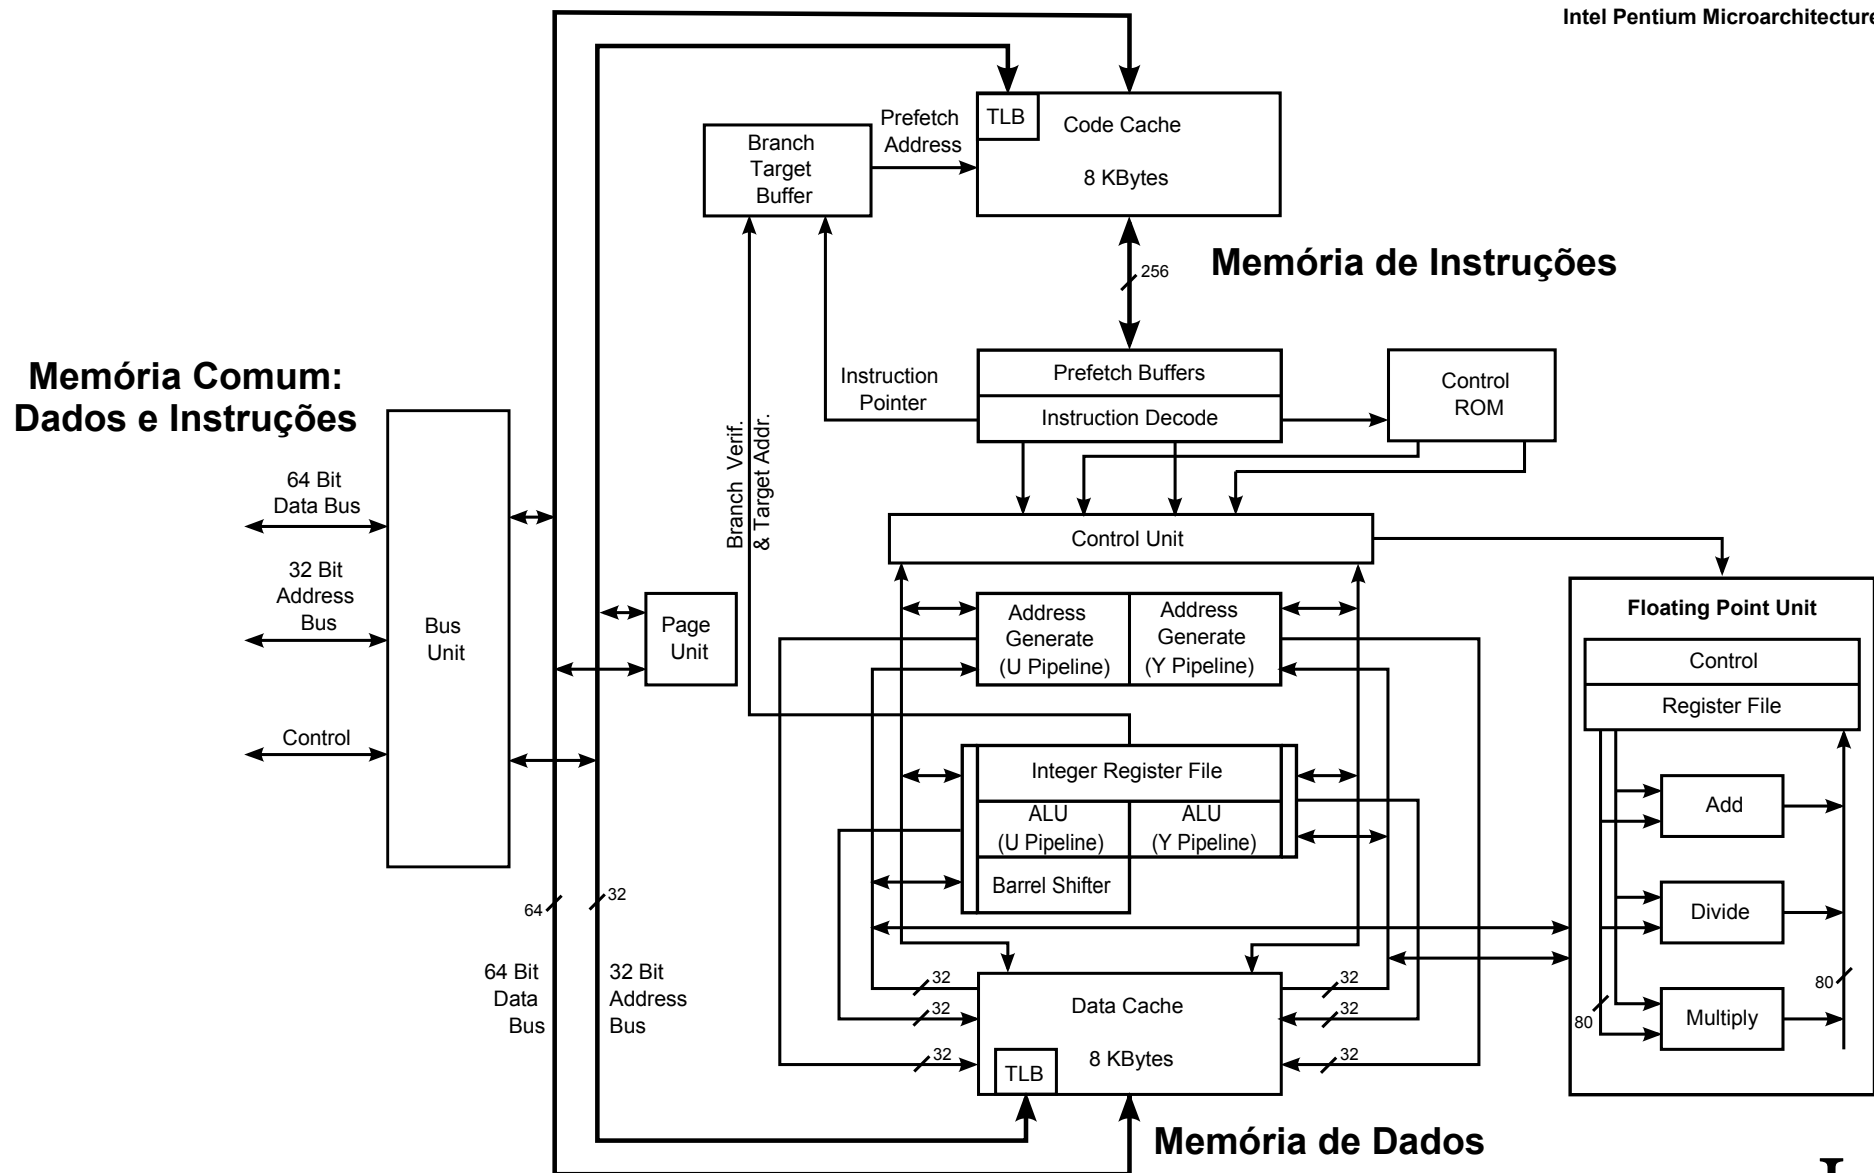 Intel Pentium Microarchitecture
TLB
Code Cache
8 KBytes
Prefetch
Address
Branch
Target
Buffer
256
Memória de Instruções
Memória Comum:
Dados e Instruções
Prefetch Buffers
Instruction Decode
Instruction
Pointer
Control
ROM
Branch Verif.
& Target Addr.
64 Bit
Data Bus
32 Bit
Address
Bus
Control
Bus
Unit
Page
Unit
Control Unit
Address
Generate
(U Pipeline)
Address
Generate
(Y Pipeline)
Floating Point Unit
Control
Register File
Add
Divide
Multiply
80
80
Integer Register File
ALU
(U Pipeline)
ALU
(Y Pipeline)
Barrel Shifter
64
32
64 Bit
Data
Bus
32 Bit
Address
Bus
32
32
32
32
32
32
Data Cache
8 KBytes
TLB
Memória de Dados